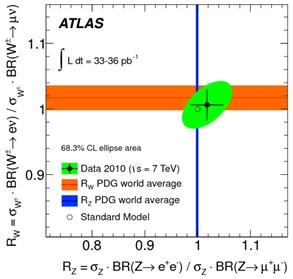 ATLAS
∫ L dt = 33-36 pb⁻¹
68.3% CL ellipse area
Data 2010 (√s = 7 TeV)
R_W PDG world average
R_Z PDG world average
Standard Model
R_W = σ_W± · BR(W±→ eν) / σ_W± · BR(W±→ μν)
1.1
1
0.9
0.8 0.9 1 1.1
R_Z = σ_Z · BR(Z→ e⁺e⁻) / σ_Z · BR(Z→ μ⁺μ⁻)